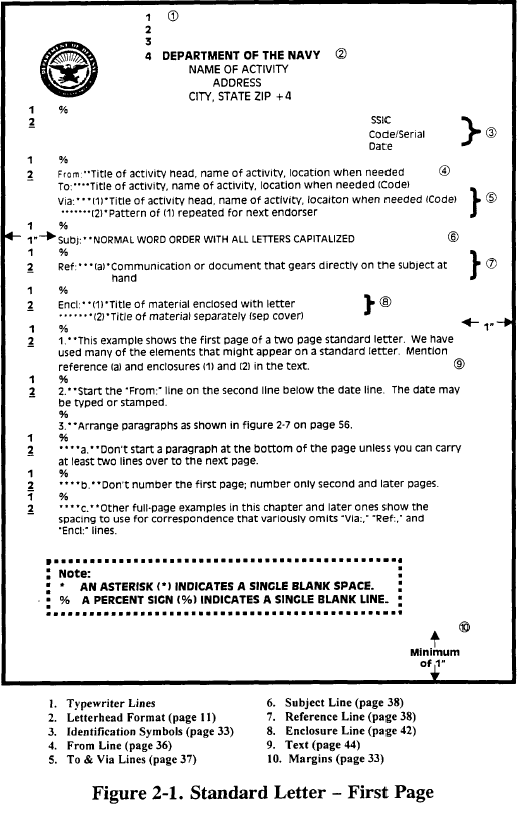 1 ①
2
3
4 DEPARTMENT OF THE NAVY ②
NAME OF ACTIVITY
ADDRESS
CITY, STATE ZIP +4
1 %
2 SSIC
Code/Serial ③
Date
1 %
2 From:**Title of activity head, name of activity, location when needed ④
To:****Title of activity, name of activity, location when needed (Code)
Via:***(1)*Title of activity head, name of activity, locaiton when needed (Code) ⑤
*******(2)*Pattern of (1) repeated for next endorser
1 %
1" Subj:**NORMAL WORD ORDER WITH ALL LETTERS CAPITALIZED ⑥
1 %
2 Ref:***(a)*Communication or document that gears directly on the subject at ⑦
hand
1 %
2 Encl:**(1)*Title of material enclosed with letter ⑧
*******(2)*Title of material separately (sep cover)
1 % 1"
2 1.**This example shows the first page of a two page standard letter. We have
used many of the elements that might appear on a standard letter. Mention
reference (a) and enclosures (1) and (2) in the text. ⑨
1 %
2 2.**Start the "From:" line on the second line below the date line. The date may
be typed or stamped.
%
3.**Arrange paragraphs as shown in figure 2-7 on page 56.
1 %
2 ****a.**Don't start a paragraph at the bottom of the page unless you can carry
at least two lines over to the next page.
1 %
2 ****b.**Don't number the first page; number only second and later pages.
1 %
2 ****c.**Other full-page examples in this chapter and later ones show the
spacing to use for correspondence that variously omits "Via:," "Ref:," and
"Encl:" lines.
Note:
* AN ASTERISK (*) INDICATES A SINGLE BLANK SPACE.
% A PERCENT SIGN (%) INDICATES A SINGLE BLANK LINE.
⑩
Minimum
of 1"
1. Typewriter Lines
2. Letterhead Format (page 11)
3. Identification Symbols (page 33)
4. From Line (page 36)
5. To & Via Lines (page 37)
6. Subject Line (page 38)
7. Reference Line (page 38)
8. Enclosure Line (page 42)
9. Text (page 44)
10. Margins (page 33)
Figure 2-1. Standard Letter – First Page